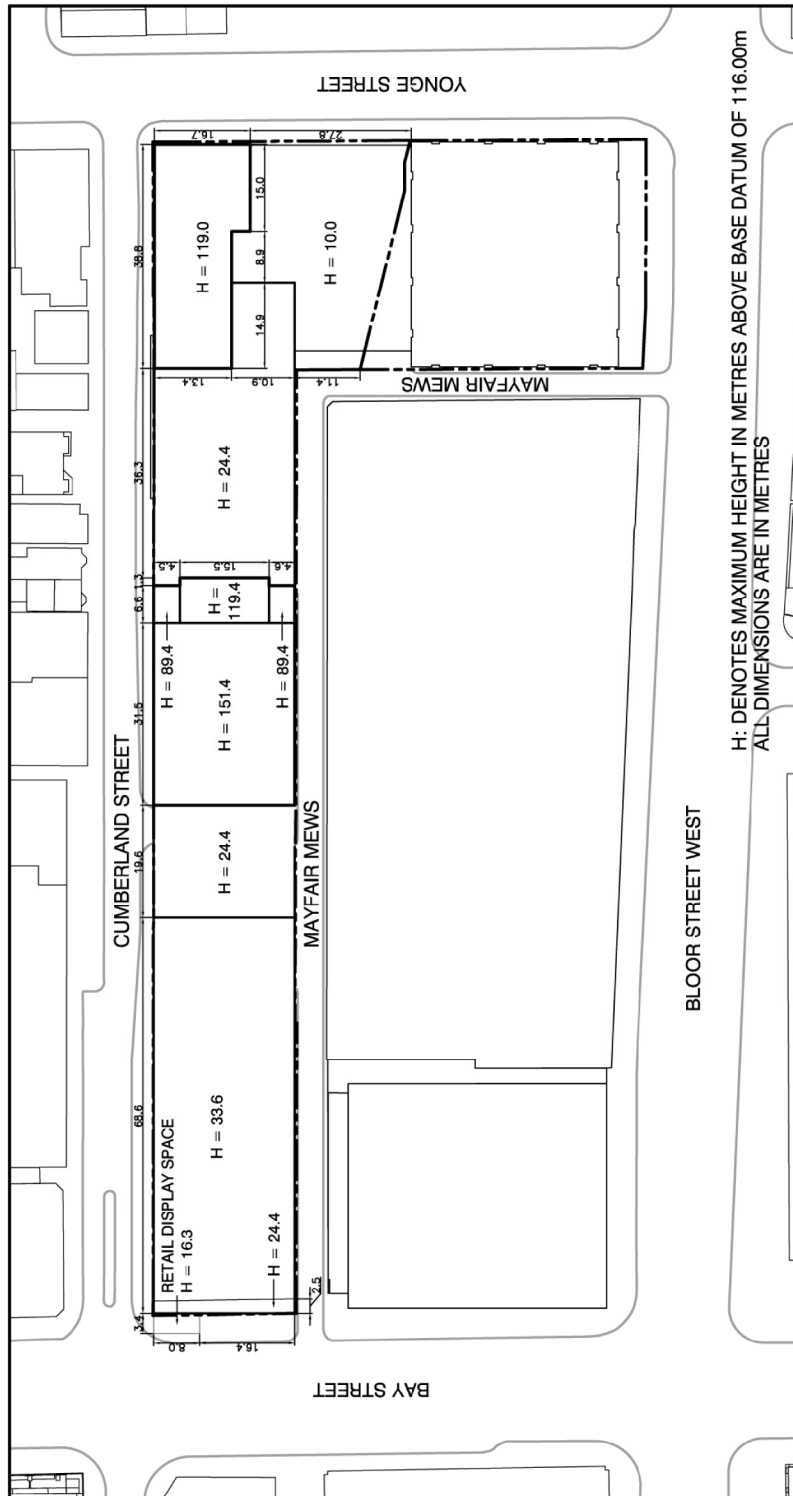 YONGE STREET
16.7
27.8
38.8
H = 119.0
15.0
8.9
14.9
H = 10.0
13.4
10.9
11.4
MAYFAIR MEWS
36.3
H = 24.4
4.5
15.5
4.6
1.3
6.6
H =
119.4
H = 89.4
H = 89.4
31.5
H = 151.4
CUMBERLAND STREET
19.6
H = 24.4
MAYFAIR MEWS
68.6
H = 33.6
RETAIL DISPLAY SPACE
H = 16.3
H = 24.4
2.5
3.4
8.0
16.4
BAY STREET
BLOOR STREET WEST
H: DENOTES MAXIMUM HEIGHT IN METRES ABOVE BASE DATUM OF 116.00m
ALL DIMENSIONS ARE IN METRES